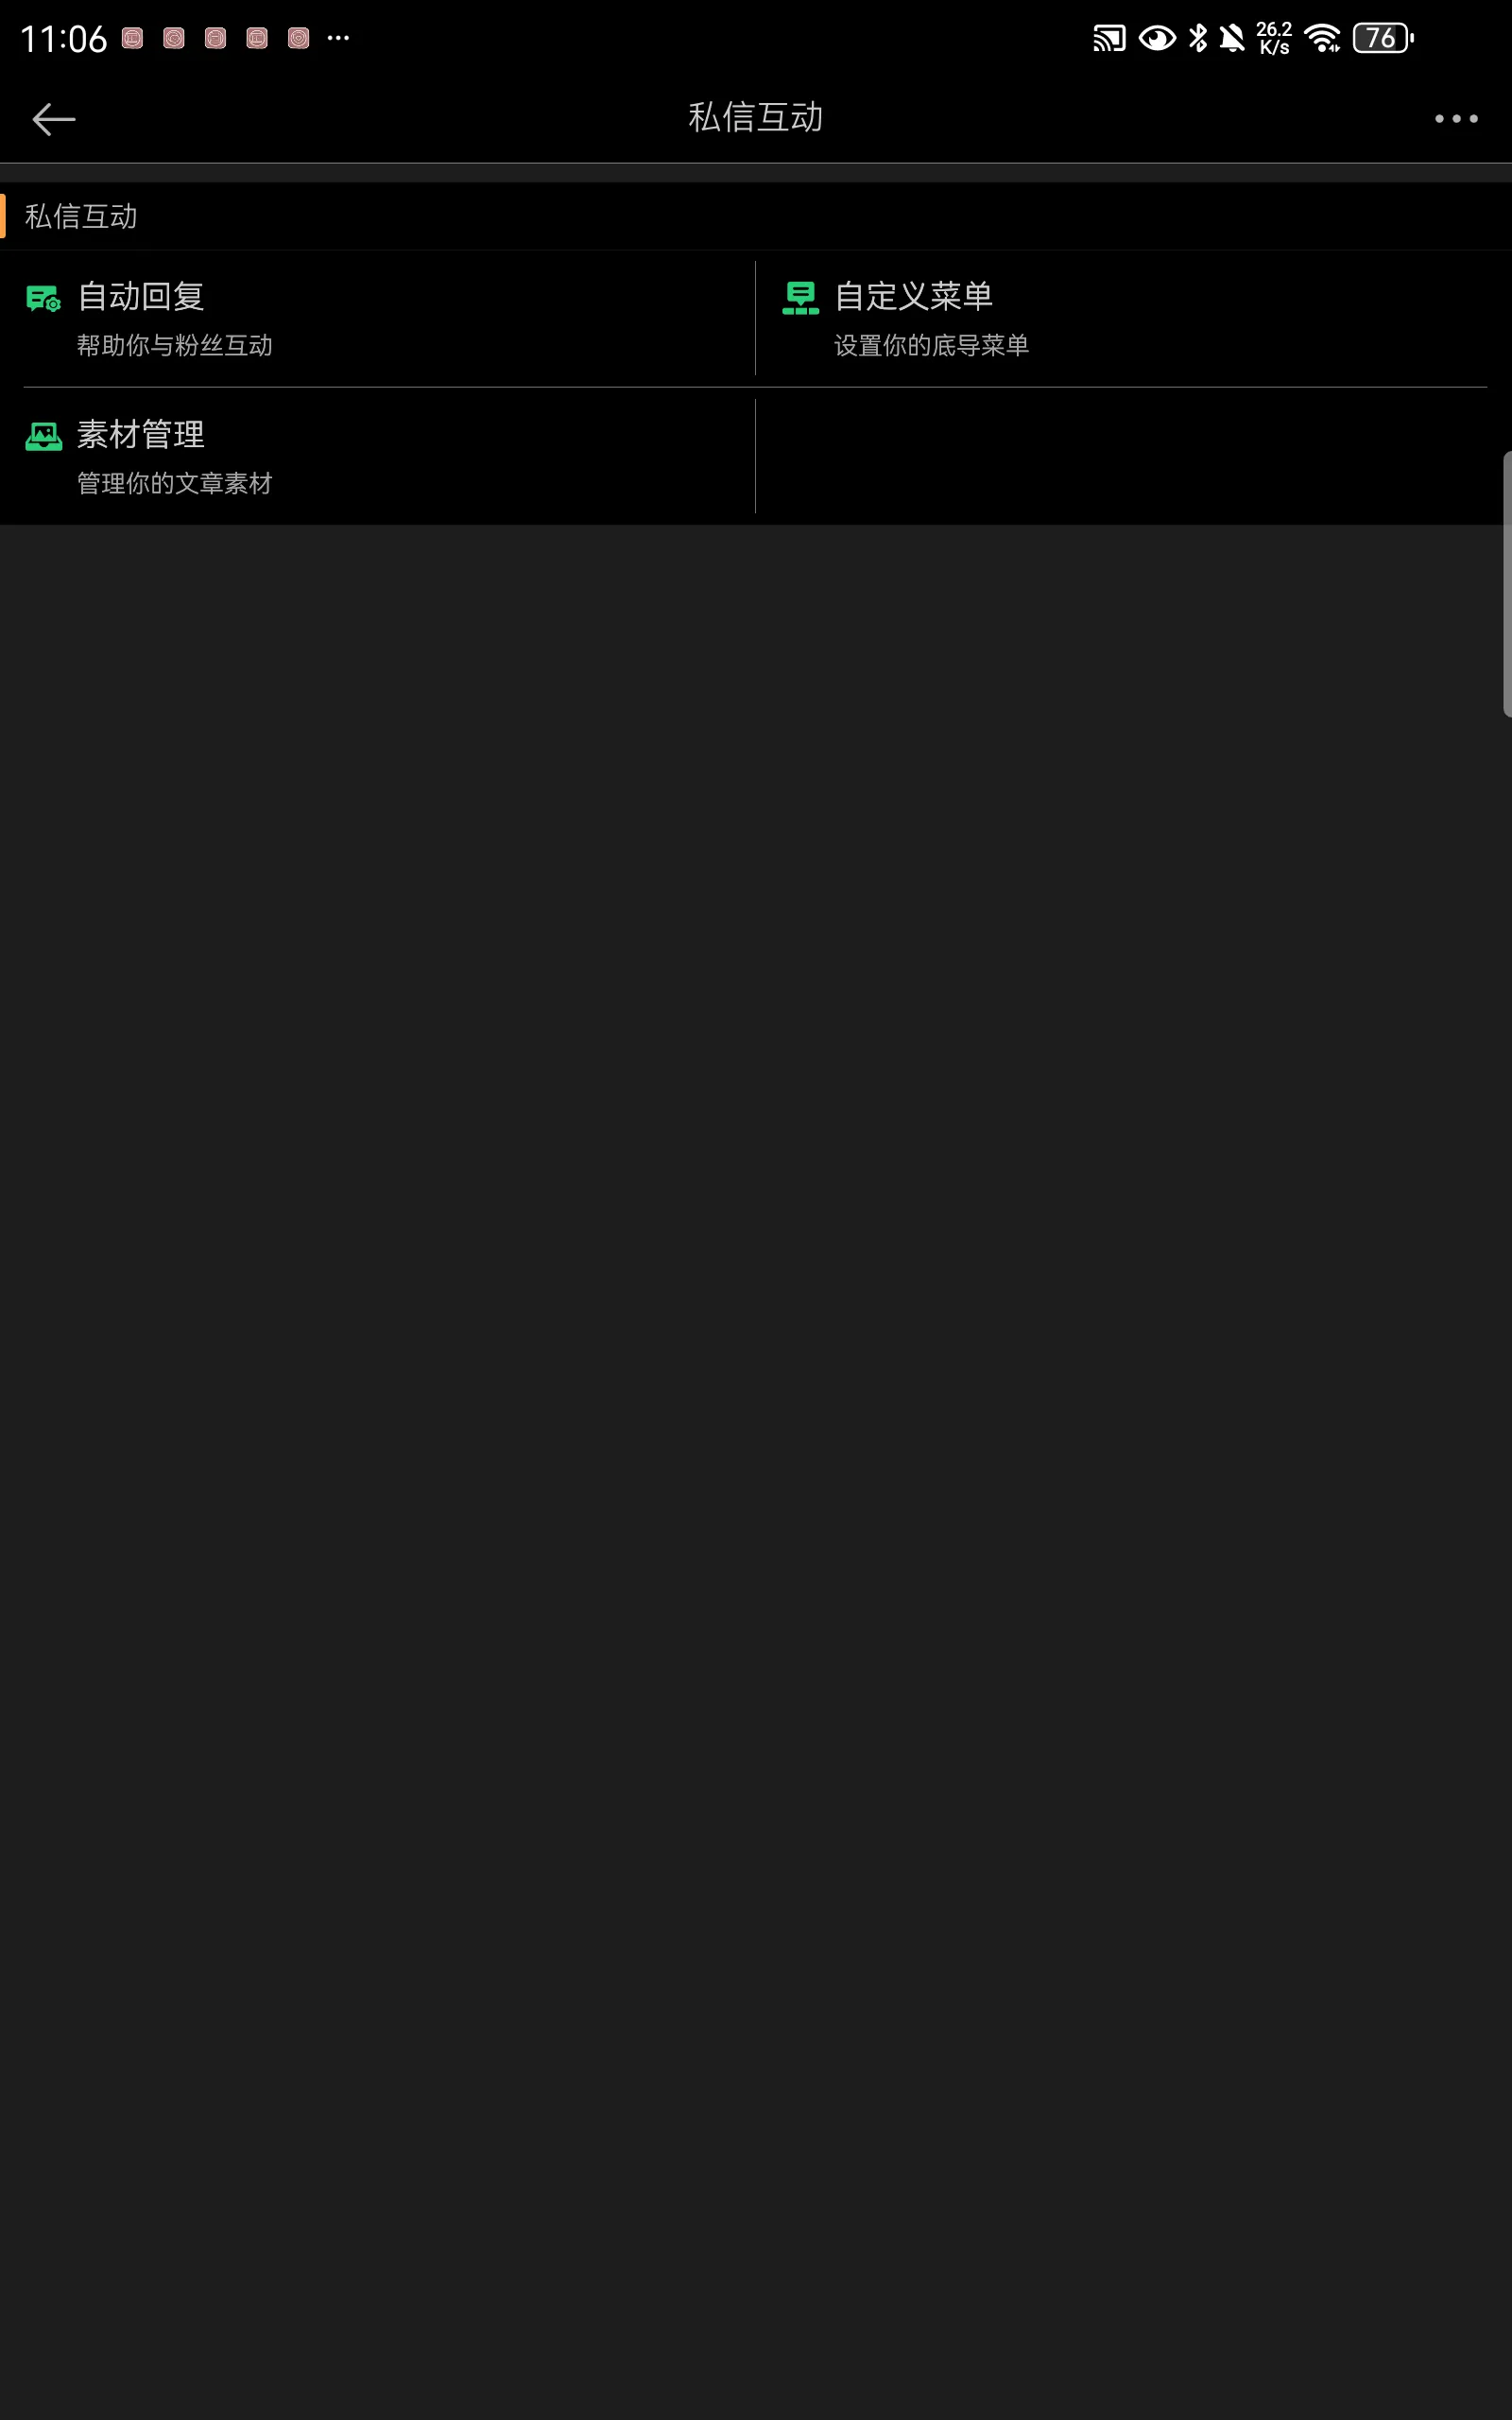 11:06
26.2
K/s
76
私信互动
私信互动
自动回复
帮助你与粉丝互动
自定义菜单
设置你的底导菜单
素材管理
管理你的文章素材